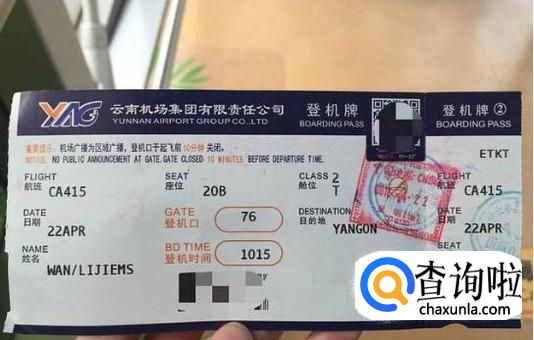 YAG 云南机场集团有限责任公司 登机牌 登机牌②
YUNNAN AIRPORT GROUP CO.,LTD BOARDING PASS BOARDING PASS
重要提示:机场广播为区域广播,登机口于起飞前10分钟关闭。
NOTICE NO PUBLIC ANNOUNCEMENT AT GATE.GATE CLOSED 10 MINUTES BEFORE DEPARTURE TIME. ETKT
FLIGHT SEAT CLASS 2 FLIGHT
航班 CA415 座位 20B 舱位 T 航班 CA415
DATE GATE DESTINATION DATE
日期 22APR 登机口 76 目的地 YANGON 日期 22APR
NAME BD TIME SEAT
姓名 登机时间 1015 座位
WAN/LIJIEMS
查询啦
chaxunla.com